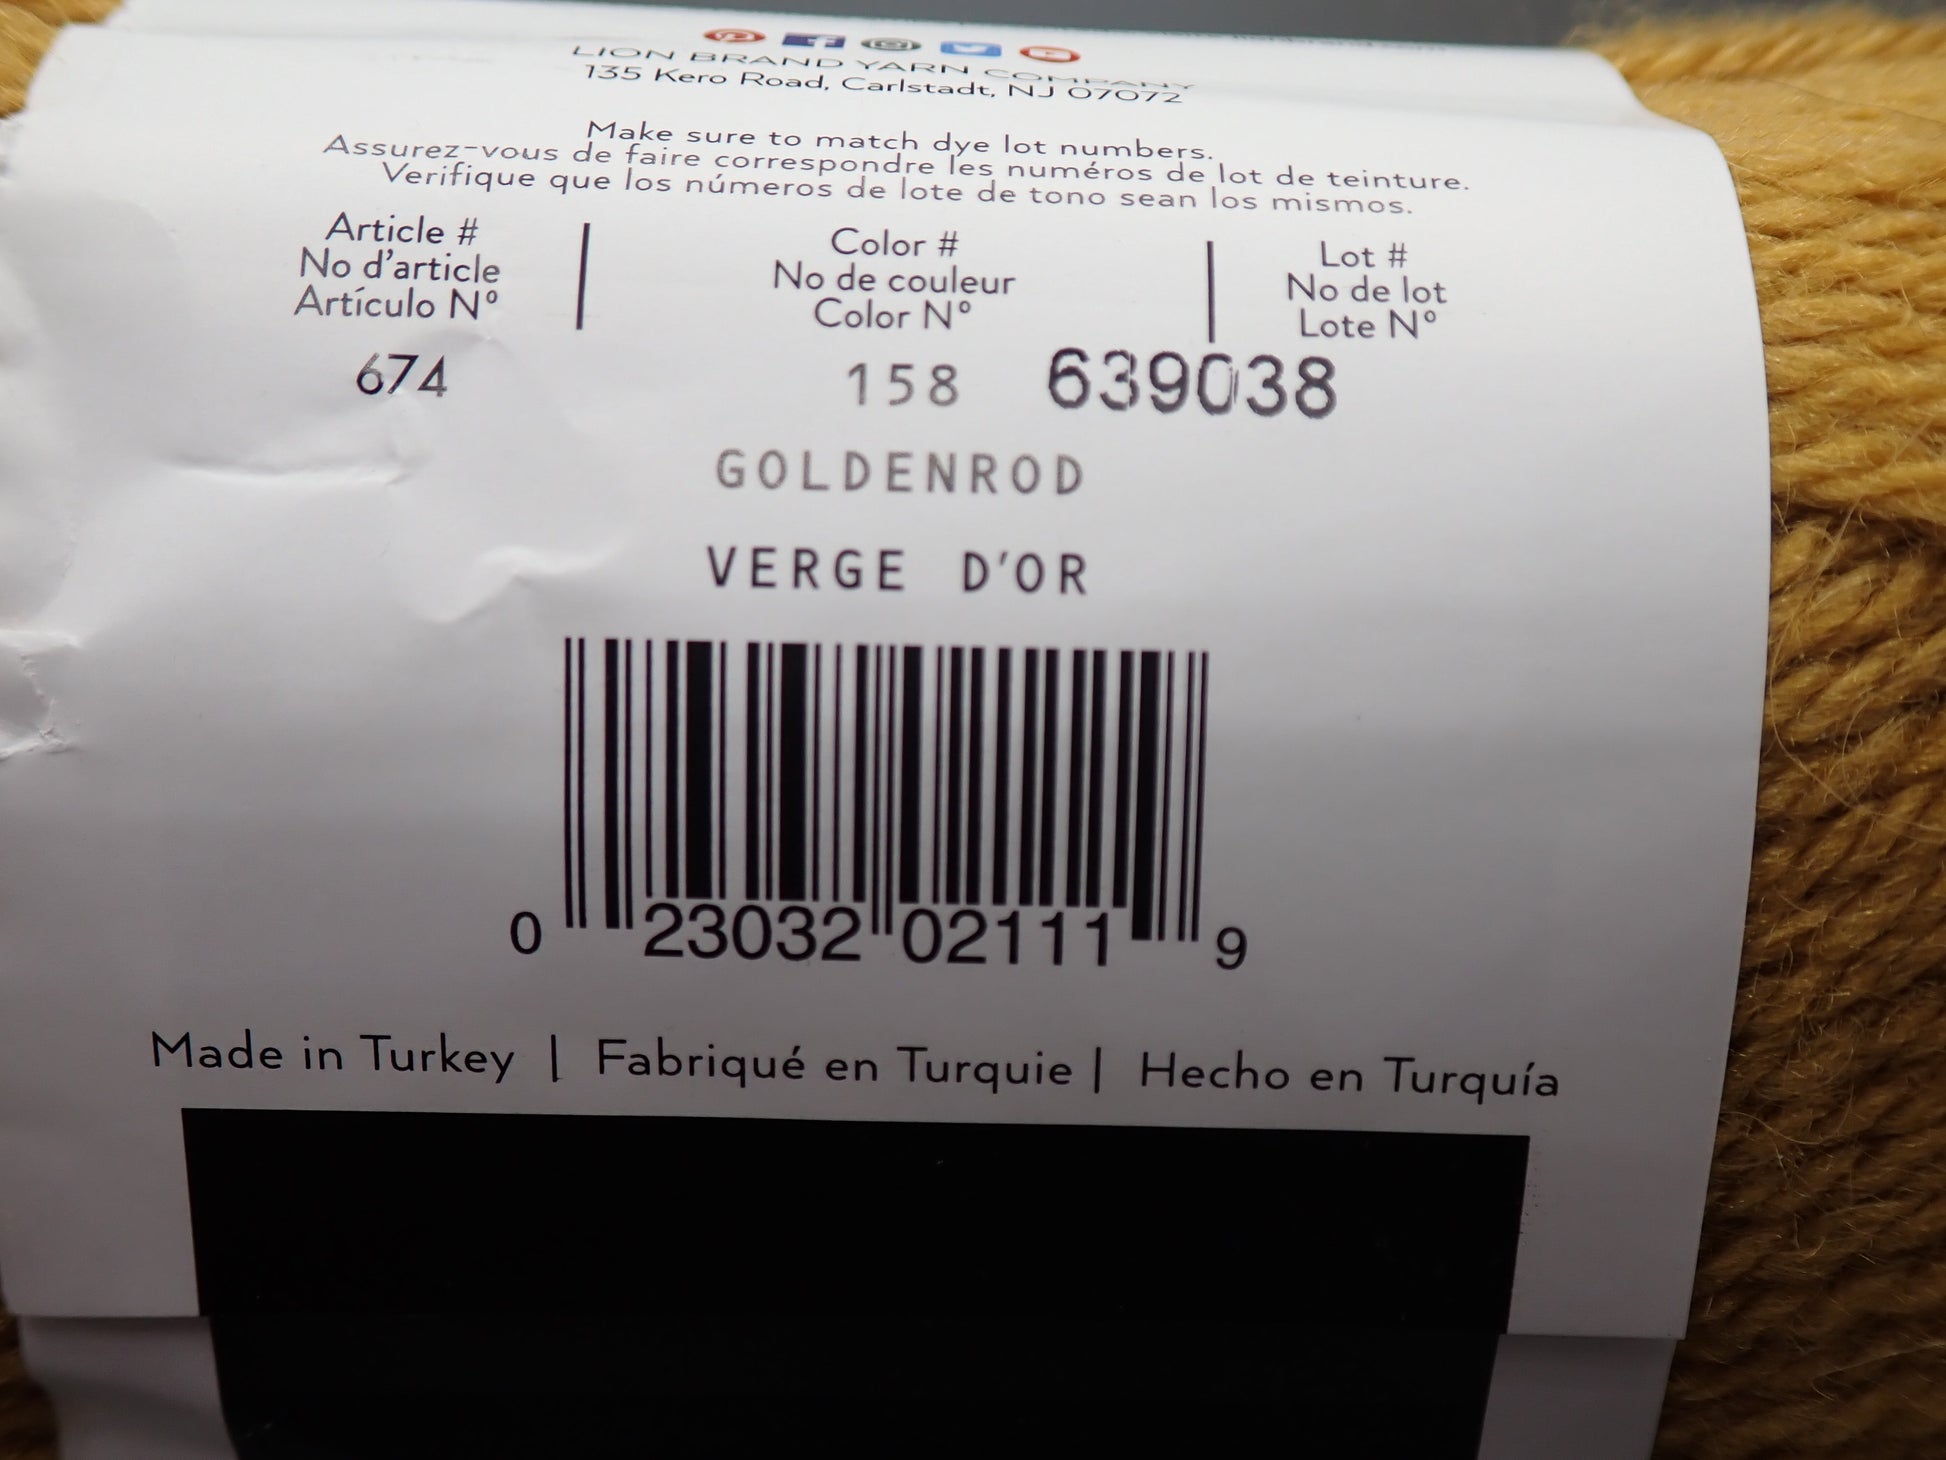 LION BRAND YARN COMPANY
135 Kero Road, Carlstadt, NJ 07072
Make sure to match dye lot numbers.
Assurez-vous de faire correspondre les numéros de lot de teinture.
Verifique que los números de lote de tono sean los mismos.
Article #
No d'article
Artículo Nº
674
Color #
No de couleur
Color Nº
158
Lot #
No de lot
Lote Nº
639038
GOLDENROD
VERGE D'OR
0 23032 02111 9
Made in Turkey | Fabriqué en Turquie | Hecho en Turquía